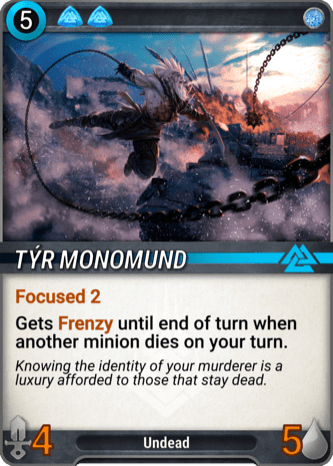 5
TÝR MONOMUND
Focused 2
Gets Frenzy until end of turn when
another minion dies on your turn.
Knowing the identity of your murderer is a
luxury afforded to those that stay dead.
4
Undead
5